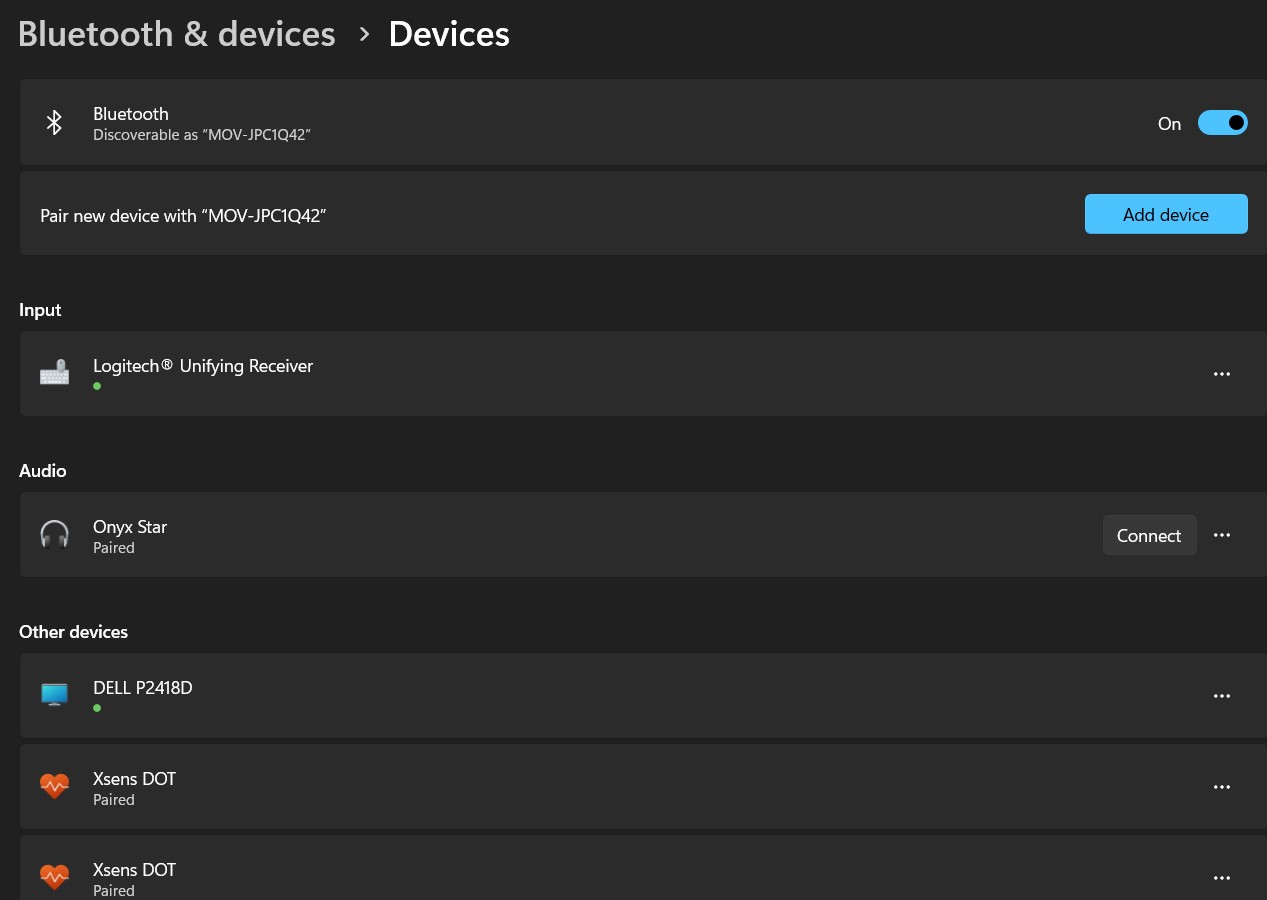 Bluetooth & devices › Devices
Bluetooth
Discoverable as “MOV-JPC1Q42”
On
Pair new device with “MOV-JPC1Q42”
Add device
Input
Logitech® Unifying Receiver
Audio
Onyx Star
Paired
Connect
Other devices
DELL P2418D
Xsens DOT
Paired
Xsens DOT
Paired